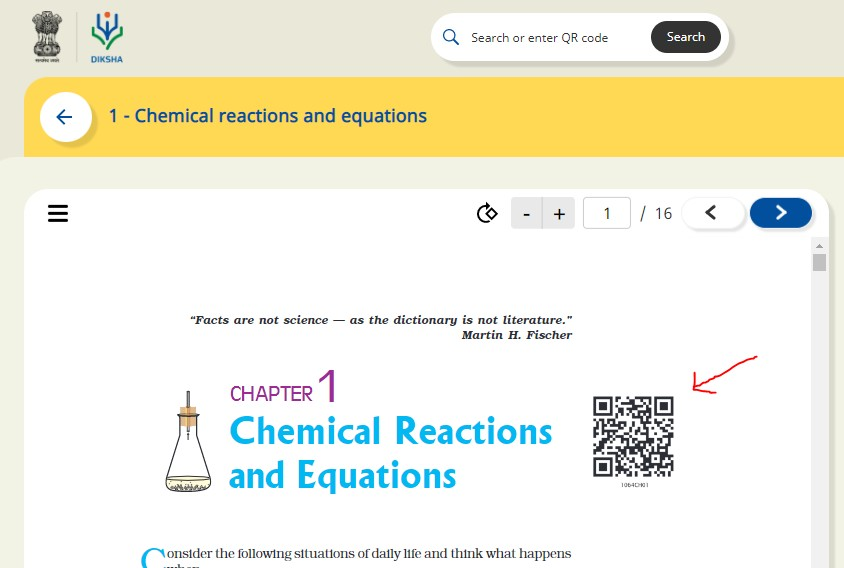 DIKSHA
Search or enter QR code
Search
1 - Chemical reactions and equations
- + 1 / 16
“Facts are not science — as the dictionary is not literature.”
Martin H. Fischer
CHAPTER 1
Chemical Reactions
and Equations
1064CH01
Consider the following situations of daily life and think what happens